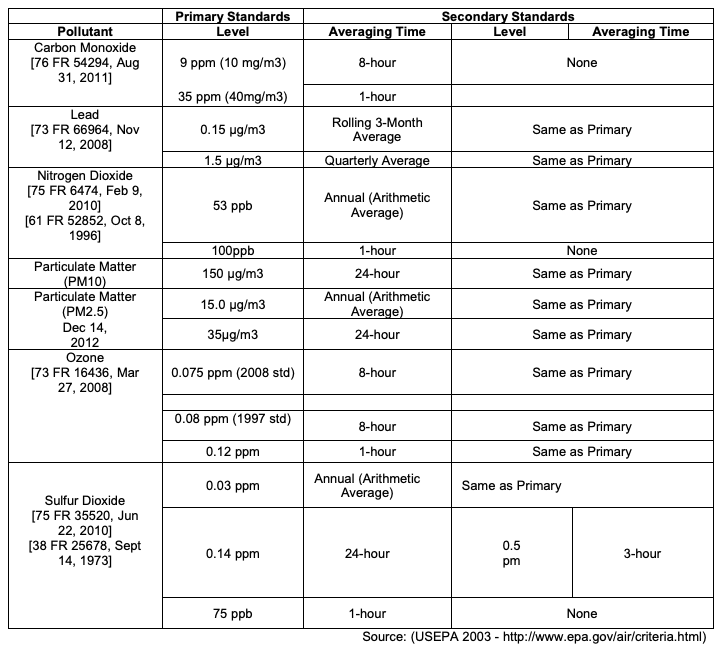 Primary Standards Secondary Standards
Pollutant Level Averaging Time Level Averaging Time
Carbon Monoxide
[76 FR 54294, Aug
31, 2011]
9 ppm (10 mg/m3) 8-hour None
35 ppm (40mg/m3) 1-hour
Lead
[73 FR 66964, Nov
12, 2008]
0.15 µg/m3 Rolling 3-Month
Average
Same as Primary
1.5 µg/m3 Quarterly Average Same as Primary
Nitrogen Dioxide
[75 FR 6474, Feb 9,
2010]
[61 FR 52852, Oct 8,
1996]
53 ppb Annual (Arithmetic
Average)
Same as Primary
100ppb 1-hour None
Particulate Matter
(PM10)
150 µg/m3 24-hour Same as Primary
Particulate Matter
(PM2.5)
Dec 14,
2012
15.0 µg/m3 Annual (Arithmetic
Average)
Same as Primary
35µg/m3 24-hour Same as Primary
Ozone
[73 FR 16436, Mar
27, 2008]
0.075 ppm (2008 std) 8-hour Same as Primary
0.08 ppm (1997 std) 8-hour Same as Primary
0.12 ppm 1-hour Same as Primary
Sulfur Dioxide
[75 FR 35520, Jun
22, 2010]
[38 FR 25678, Sept
14, 1973]
0.03 ppm Annual (Arithmetic
Average)
Same as Primary
0.14 ppm 24-hour 0.5
pm
3-hour
75 ppb 1-hour None
Source: (USEPA 2003 - http://www.epa.gov/air/criteria.html)